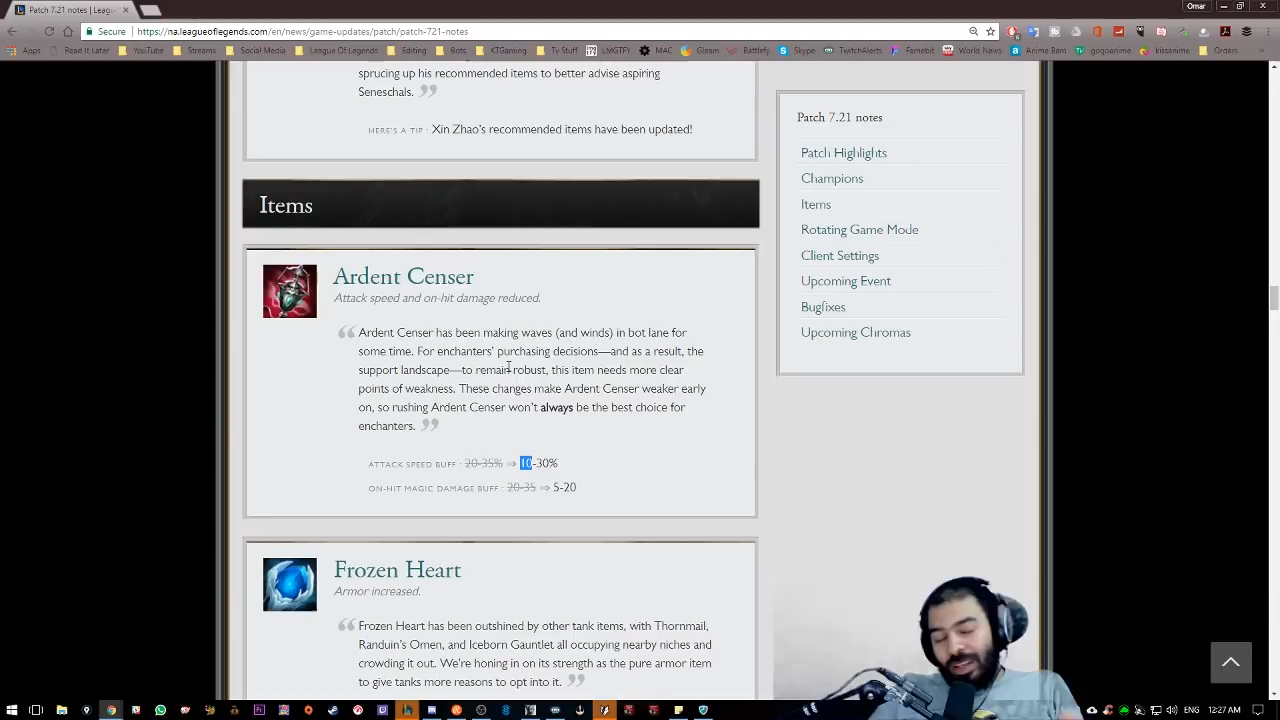 Patch 7.21 notes | Leagu
Omar
Secure
https://na.leagueoflegends.com/en/news/game-updates/patch/patch-721-notes
Apps
Read It Later
YouTube
Streams
Social Media
League Of Legends
Editing
Bots
KTGaming
Tv Stuff
LMGTFY
MAC
Gleam
Battlefy
Skype
TwitchAlerts
Famebit
World News
Anime Bam
gogoanime
kissanime
Orders
sprucing up his recommended items to better advise aspiring
Seneschals.
HERE'S A TIP : Xin Zhao's recommended items have been updated!
Items
Ardent Censer
Attack speed and on-hit damage reduced.
Ardent Censer has been making waves (and winds) in bot lane for
some time. For enchanters' purchasing decisions—and as a result, the
support landscape—to remain robust, this item needs more clear
points of weakness. These changes make Ardent Censer weaker early
on, so rushing Ardent Censer won't always be the best choice for
enchanters.
ATTACK SPEED BUFF : 20-35% ⇒ 10-30%
ON-HIT MAGIC DAMAGE BUFF : 20-35 ⇒ 5-20
Frozen Heart
Armor increased.
Frozen Heart has been outshined by other tank items, with Thornmail,
Randuin's Omen, and Iceborn Gauntlet all occupying nearby niches and
crowding it out. We're honing in on its strength as the pure armor item
to give tanks more reasons to opt into it.
Patch 7.21 notes
Patch Highlights
Champions
Items
Rotating Game Mode
Client Settings
Upcoming Event
Bugfixes
Upcoming Chromas
12:27 AM